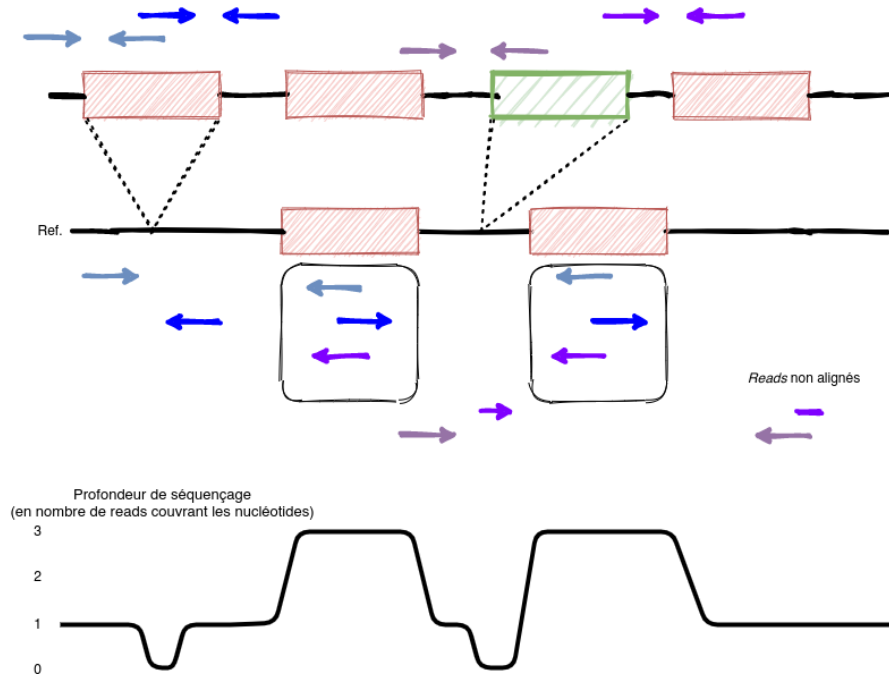 Ref.
Reads non alignés
Profondeur de séquençage
(en nombre de reads couvrant les nucléotides)
3
2
1
0